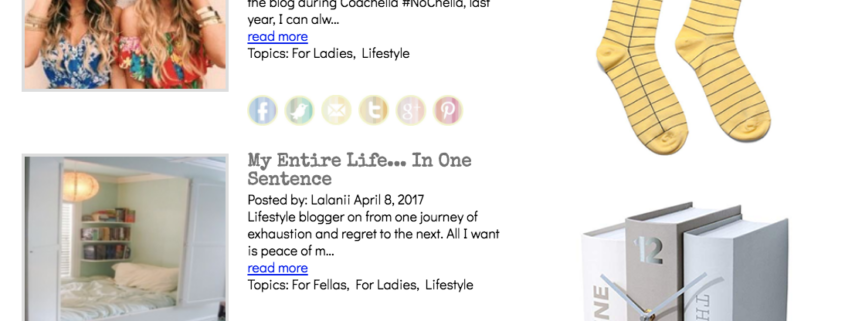 the blog during Coachella #NoChella, last
year, I can alw...
read more
Topics: For Ladies, Lifestyle
f t g+
My Entire Life... In One
Sentence
Posted by: Lalanii April 8, 2017
Lifestyle blogger on from one journey of
exhaustion and regret to the next. All I want
is peace of m...
read more
Topics: For Fellas, For Ladies, Lifestyle
12
NE
TH